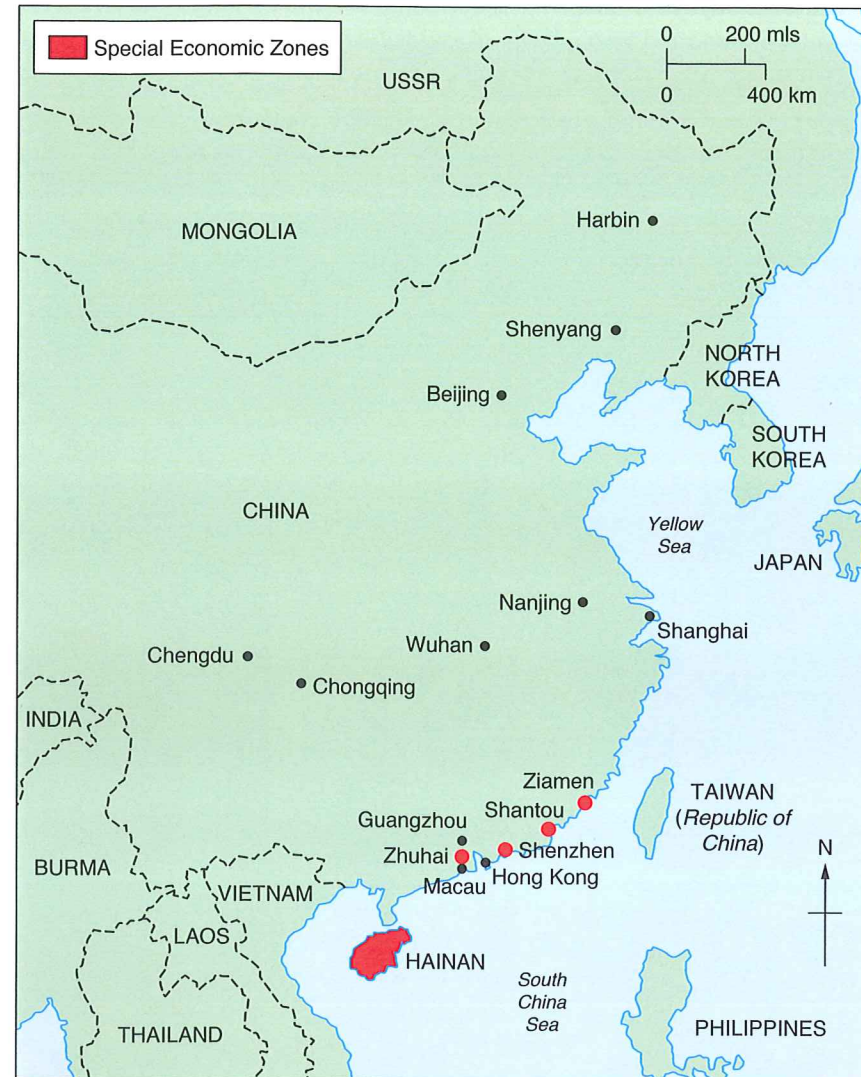 Special Economic Zones
0 200 mls
0 400 km
USSR
MONGOLIA
Harbin
Shenyang
NORTH
KOREA
Beijing
SOUTH
KOREA
CHINA
Yellow
Sea
JAPAN
Nanjing
Shanghai
Wuhan
Chengdu
Chongqing
INDIA
Ziamen
TAIWAN
(Republic of
China)
Shantou
Guangzhou
Zhuhai
Shenzhen
Hong Kong
Macau
BURMA
VIETNAM
N
LAOS
HAINAN
South
China
Sea
THAILAND
PHILIPPINES